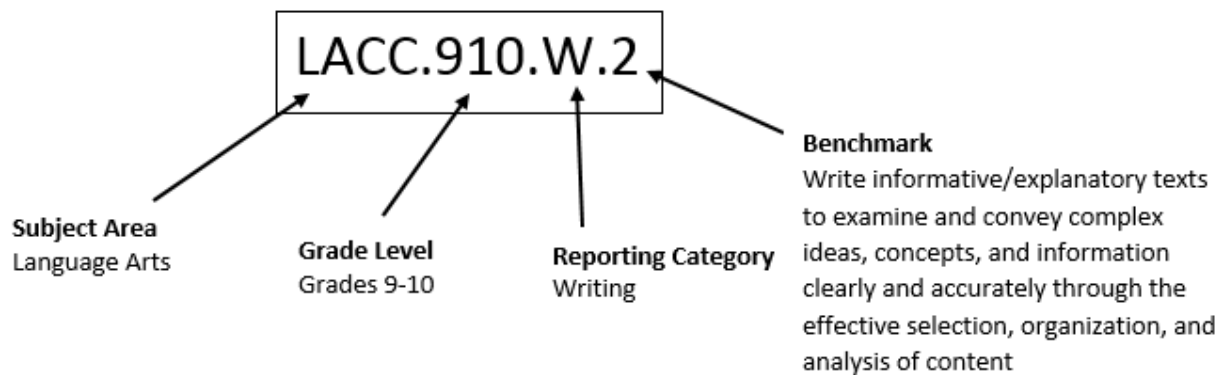 LACC.910.W.2
Subject Area
Language Arts
Grade Level
Grades 9-10
Reporting Category
Writing
Benchmark
Write informative/explanatory texts
to examine and convey complex
ideas, concepts, and information
clearly and accurately through the
effective selection, organization, and
analysis of content